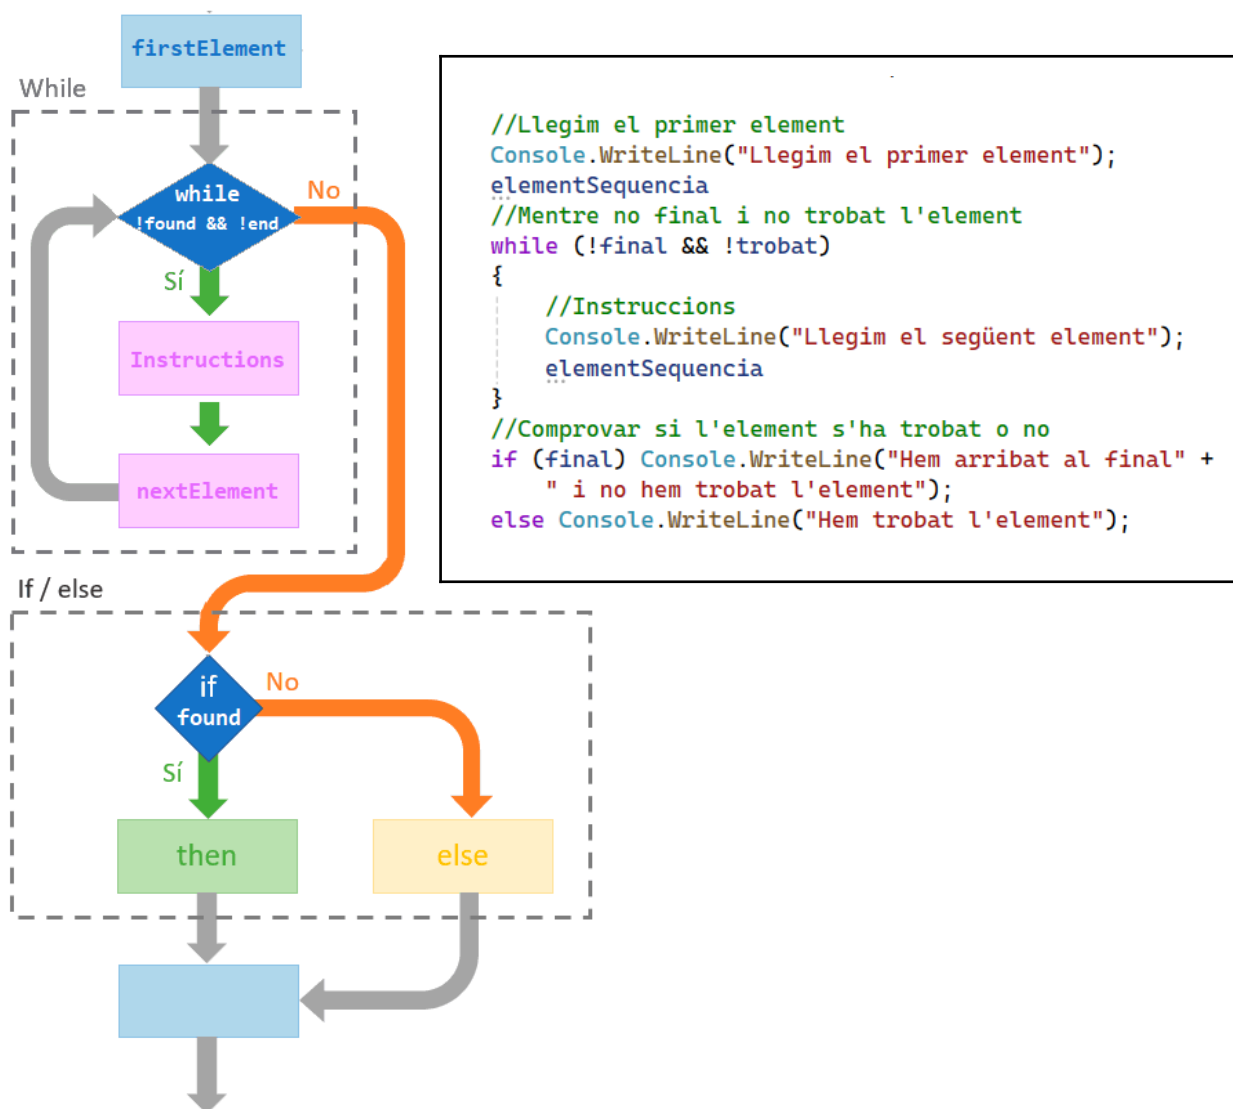 firstElement
While
while
!found && !end
No
Sí
Instructions
nextElement
If / else
if
found
No
Sí
then
else
//Llegim el primer element
Console.WriteLine("Llegim el primer element");
elementSequencia
//Mentre no final i no trobat l'element
while (!final && !trobat)
{
//Instruccions
Console.WriteLine("Llegim el següent element");
elementSequencia
}
//Comprovar si l'element s'ha trobat o no
if (final) Console.WriteLine("Hem arribat al final" +
" i no hem trobat l'element");
else Console.WriteLine("Hem trobat l'element");